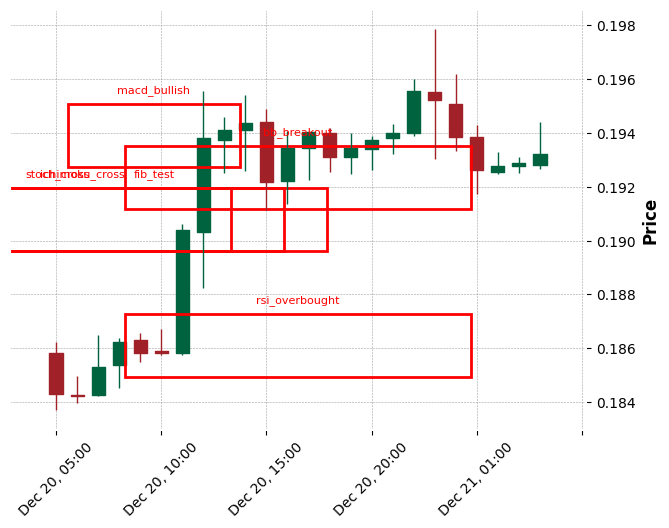 0.198
0.196
macd_bullish
0.194
fib_breakout
stoch_cross
ichimoku_cross
fib_test
0.192
0.190
Price
0.188
rsi_overbought
0.186
0.184
Dec 20, 05:00
Dec 20, 10:00
Dec 20, 15:00
Dec 20, 20:00
Dec 21, 01:00